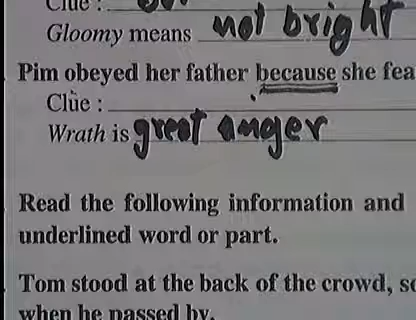 Clue :
Gloomy means not bright
Pim obeyed her father because she fea
Clue :
Wrath is great anger
Read the following information and
underlined word or part.
Tom stood at the back of the crowd, so
when he passed by.